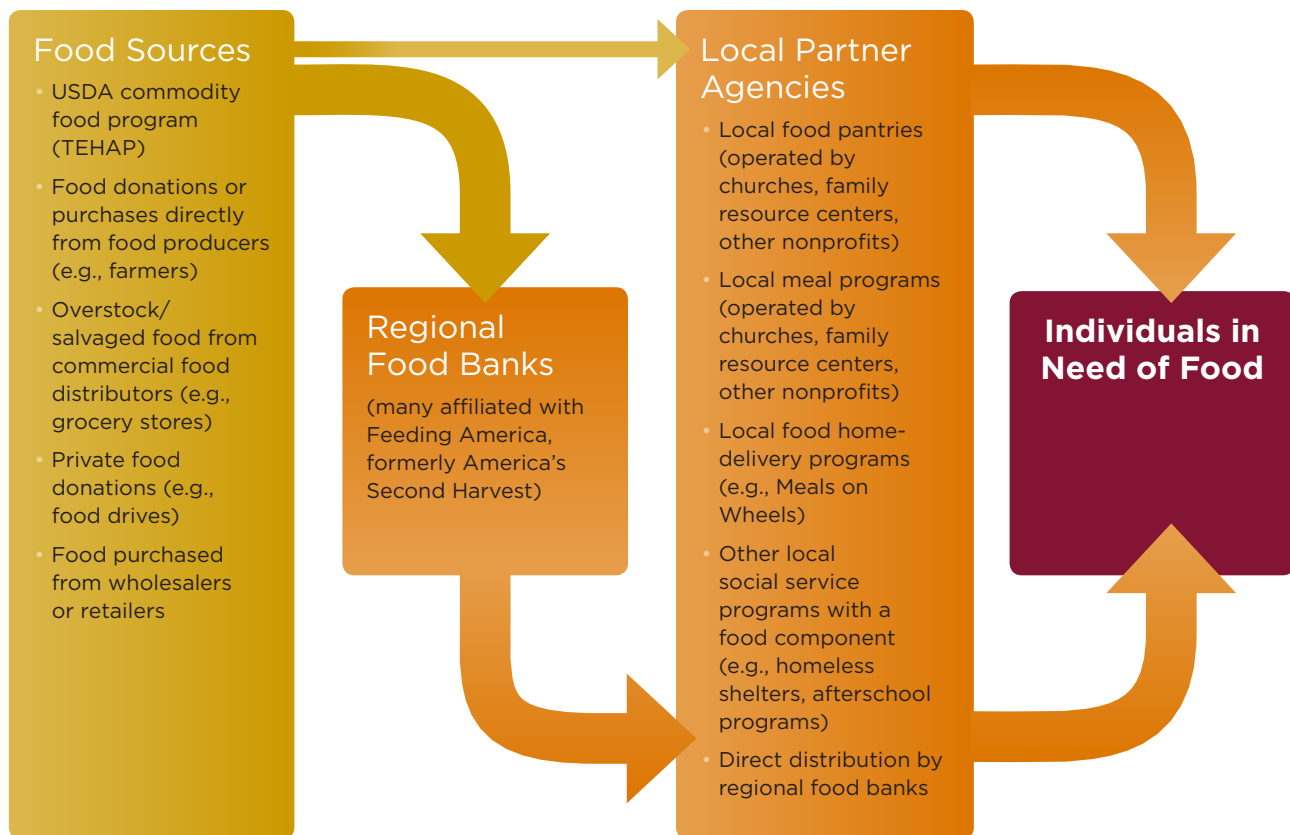 Food Sources
• USDA commodity
food program
(TEHAP)
• Food donations or
purchases directly
from food producers
(e.g., farmers)
• Overstock/
salvaged food from
commercial food
distributors (e.g.,
grocery stores)
• Private food
donations (e.g.,
food drives)
• Food purchased
from wholesalers
or retailers
Regional
Food Banks
(many affiliated with
Feeding America,
formerly America’s
Second Harvest)
Local Partner
Agencies
• Local food pantries
(operated by
churches, family
resource centers,
other nonprofits)
• Local meal programs
(operated by
churches, family
resource centers,
other nonprofits)
• Local food home-
delivery programs
(e.g., Meals on
Wheels)
• Other local
social service
programs with a
food component
(e.g., homeless
shelters, afterschool
programs)
• Direct distribution by
regional food banks
Individuals in
Need of Food